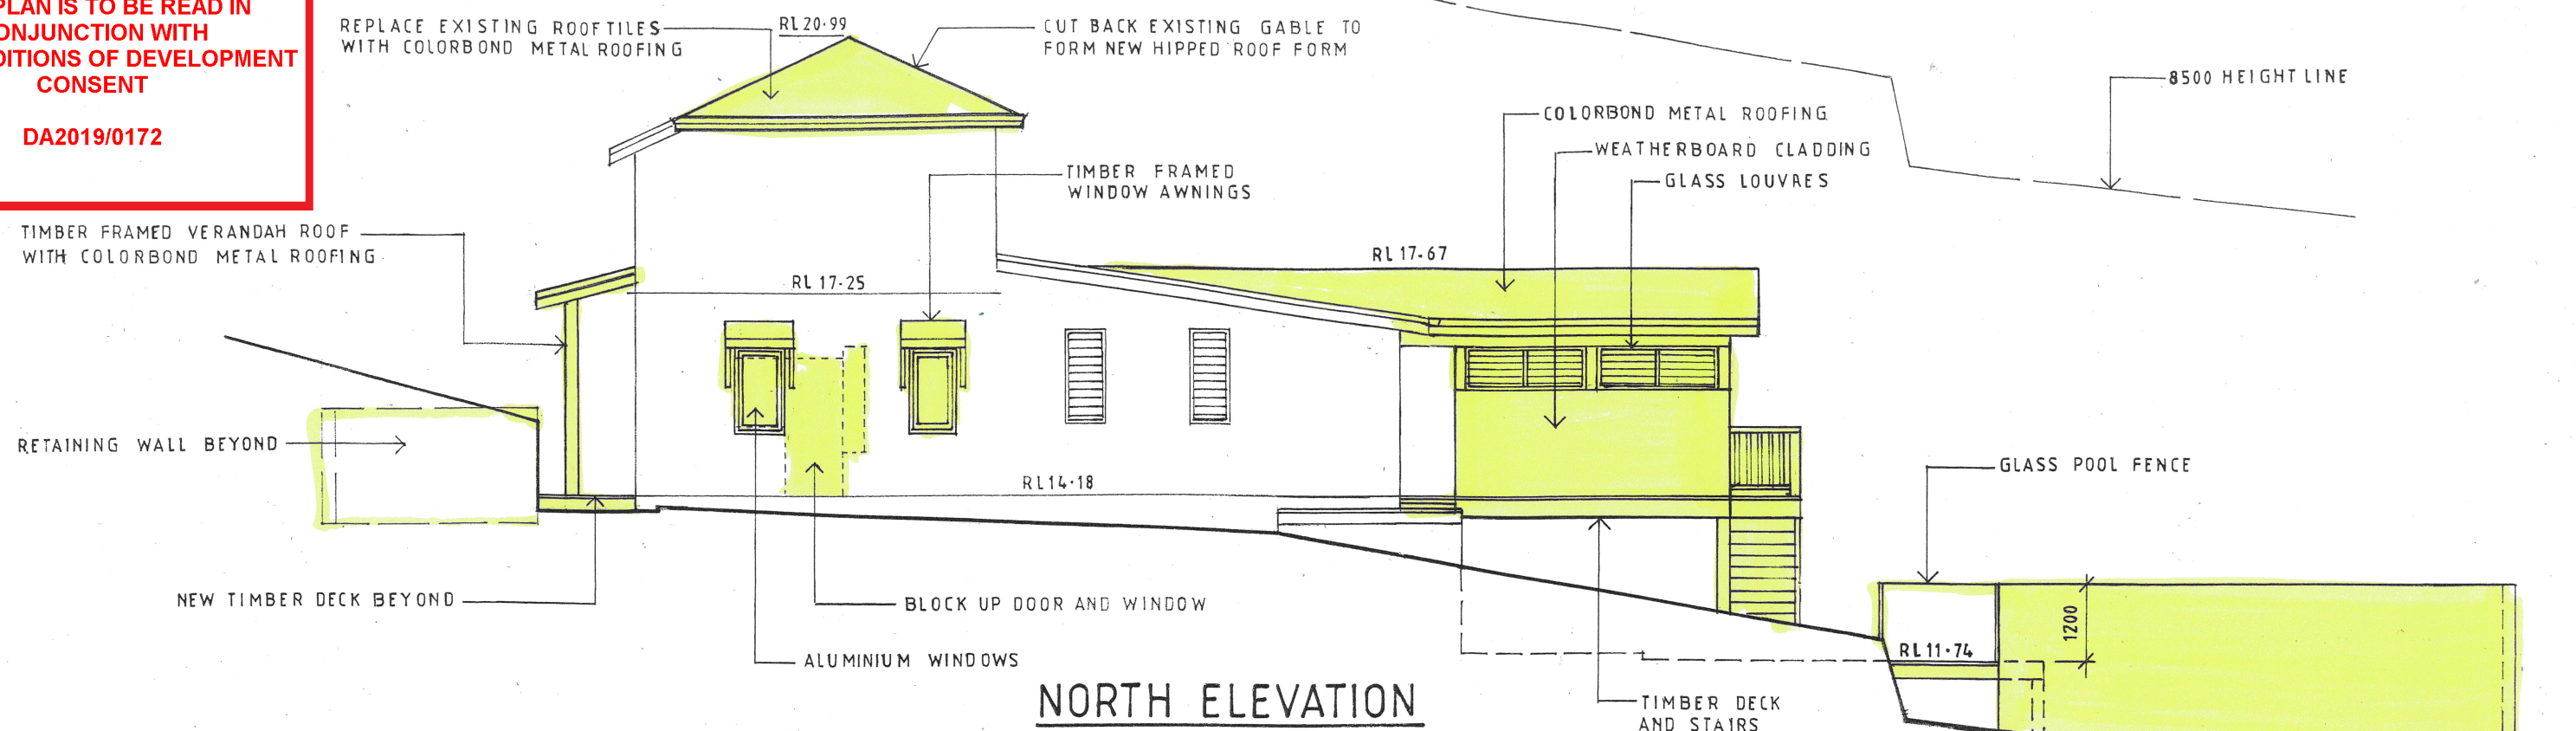 PLAN IS TO BE READ IN
ONJUNCTION WITH
DITIONS OF DEVELOPMENT
CONSENT
DA2019/0172
REPLACE EXISTING ROOF TILES
WITH COLORBOND METAL ROOFING
RL 20·99
CUT BACK EXISTING GABLE TO
FORM NEW HIPPED ROOF FORM
8500 HEIGHT LINE
COLORBOND METAL ROOFING
WEATHERBOARD CLADDING
GLASS LOUVRES
TIMBER FRAMED
WINDOW AWNINGS
TIMBER FRAMED VERANDAH ROOF
WITH COLORBOND METAL ROOFING
RL 17·67
RL 17·25
RETAINING WALL BEYOND
GLASS POOL FENCE
RL 14·18
NEW TIMBER DECK BEYOND
BLOCK UP DOOR AND WINDOW
1200
RL 11·74
ALUMINIUM WINDOWS
NORTH ELEVATION
TIMBER DECK
AND STAIRS